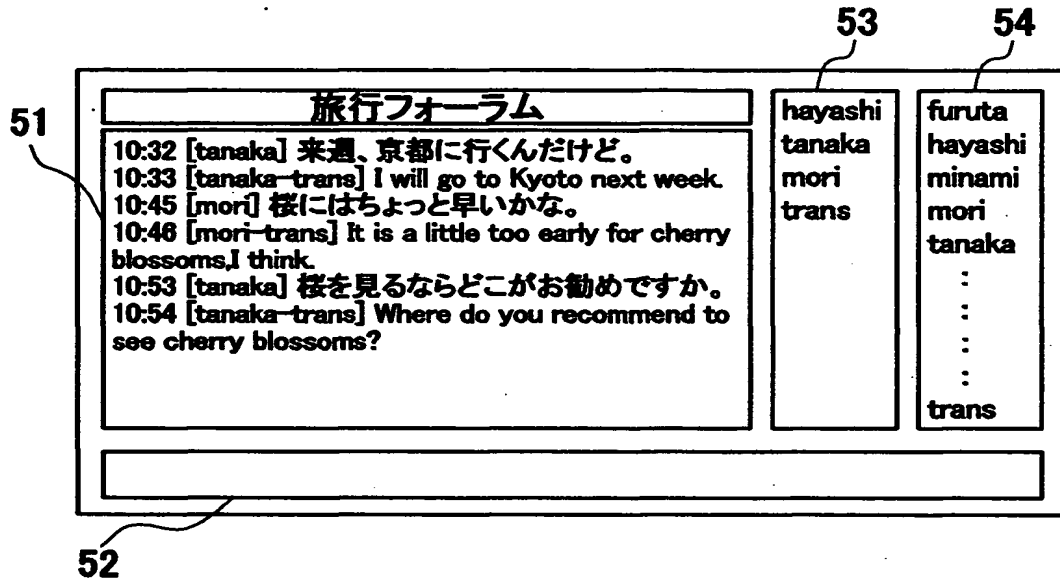 53
54
51
旅行フォーラム
10:32 [tanaka] 来週、京都に行くんだけど。
10:33 [tanaka-trans] I will go to Kyoto next week.
10:45 [mori] 桜にはちょっと早いかな。
10:46 [mori-trans] It is a little too early for cherry
blossoms,I think.
10:53 [tanaka] 桜を見るならどこがお勧めですか。
10:54 [tanaka-trans] Where do you recommend to
see cherry blossoms?
hayashi
tanaka
mori
trans
furuta
hayashi
minami
mori
tanaka
:
:
:
:
trans
52